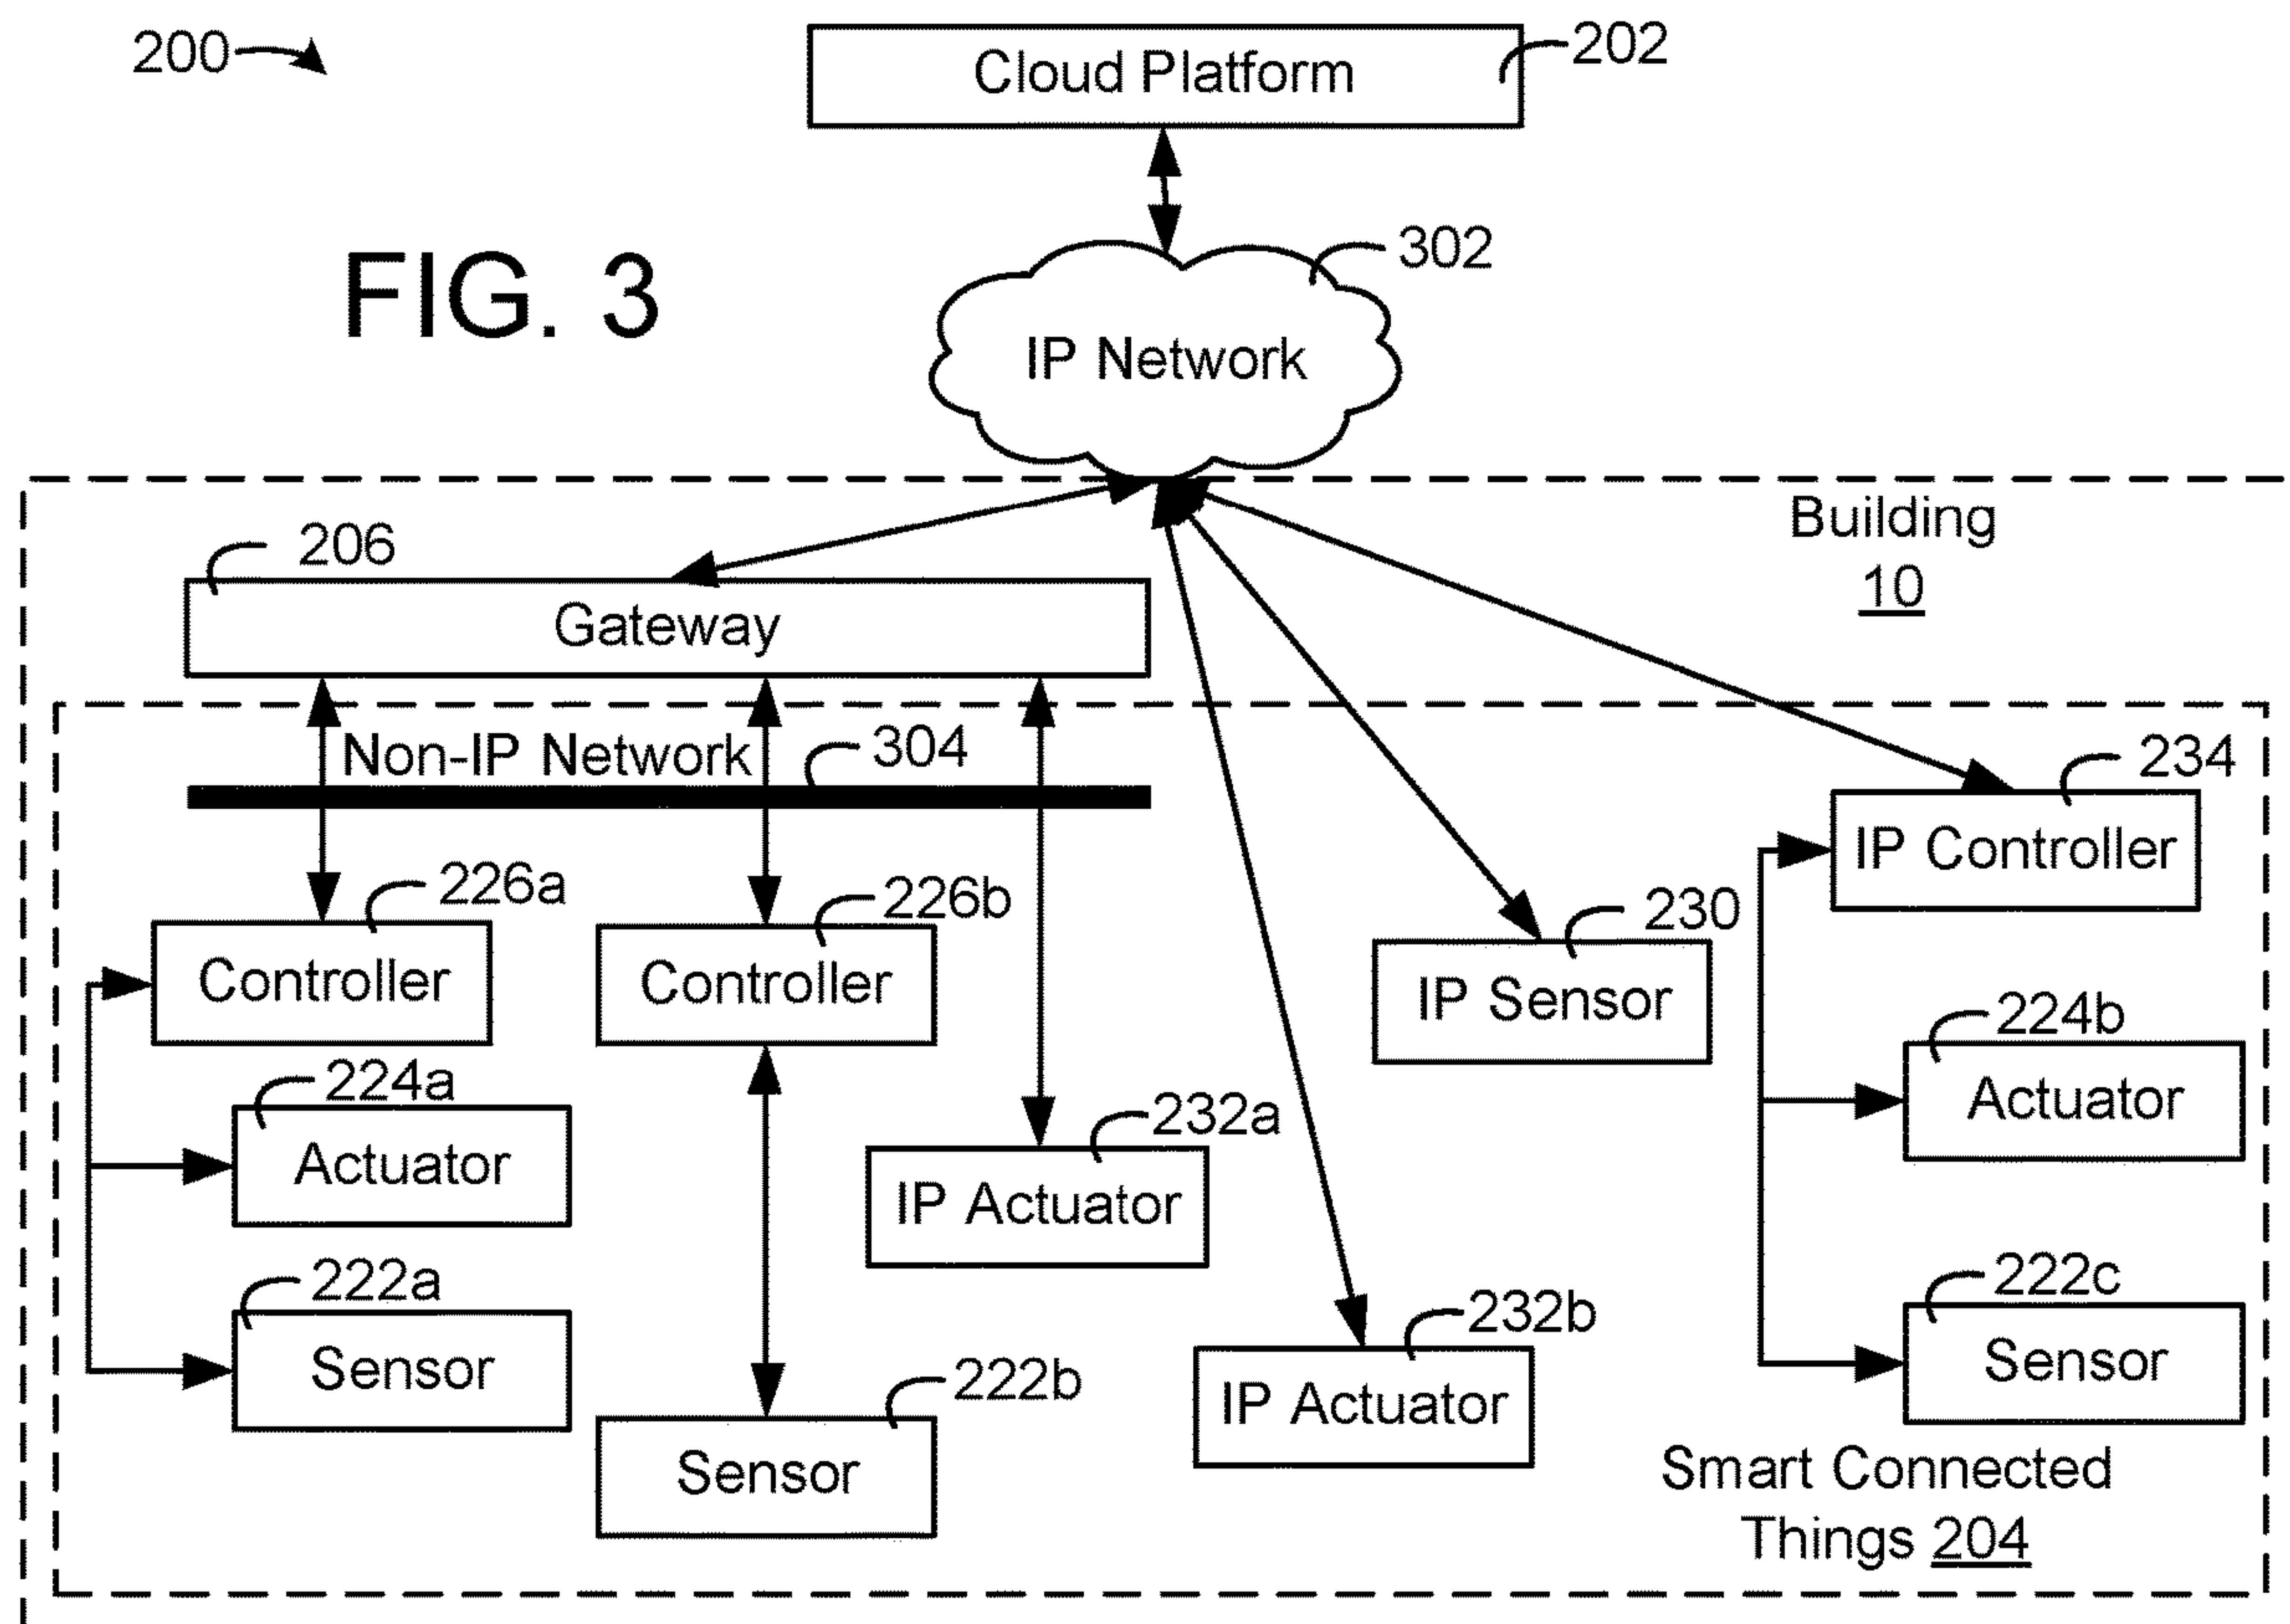 200
Cloud Platform
202
FIG. 3
302
IP Network
Building
10
206
Gateway
Non-IP Network
304
234
IP Controller
226a
Controller
226b
Controller
230
IP Sensor
224b
Actuator
224a
Actuator
232a
IP Actuator
222a
Sensor
222c
Sensor
232b
IP Actuator
222b
Sensor
Smart Connected
Things 204